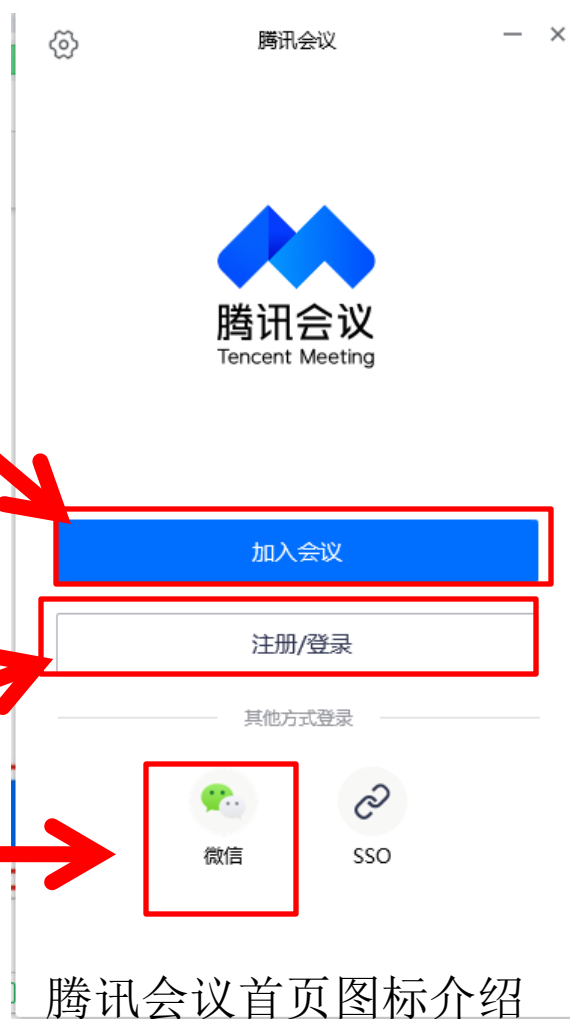 腾讯会议
腾讯会议
Tencent Meeting
加入会议
注册/登录
其他方式登录
微信 SSO
腾讯会议首页图标介绍